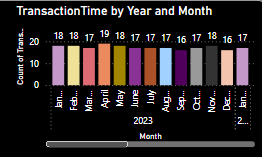 TransactionTime by Year and Month
Count of Trans...
20
10
0
18 18 17 19 18 17 17 17 16 17 18 16 17
Jan... Feb... Mar... April May June July Aug... Sep... Oct... Nov... Dec... Jan...
2023 2...
Month